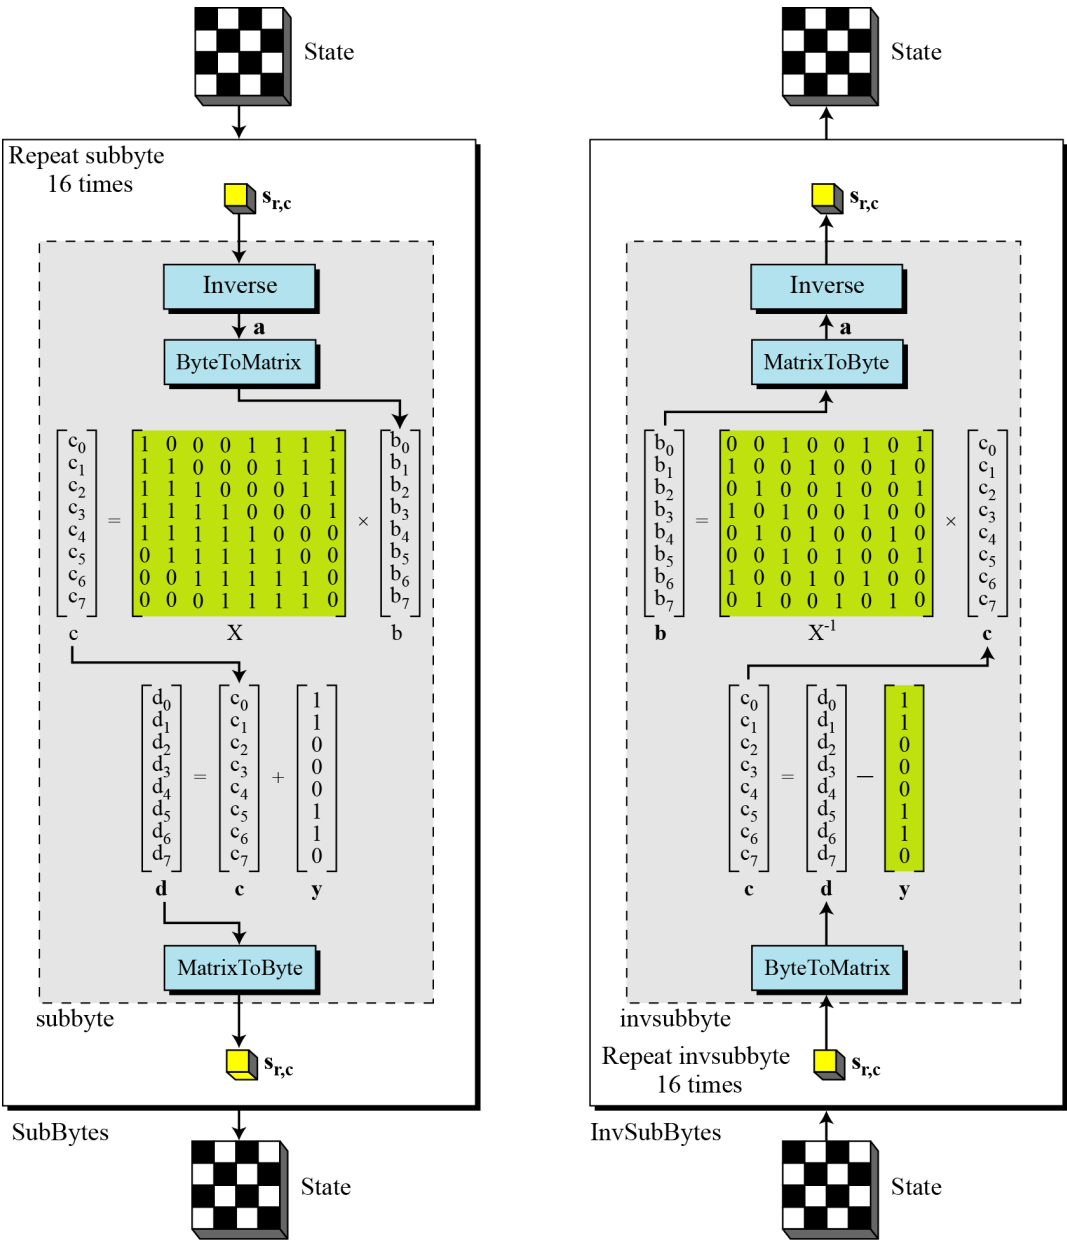 State
Repeat subbyte
16 times
s r,c
Inverse
a
ByteToMatrix
c0 1 0 0 0 1 1 1 1 b0
c1 1 1 0 0 0 1 1 1 b1
c2 1 1 1 0 0 0 1 1 b2
c3 1 1 1 1 0 0 0 1 b3
= ×
c4 1 1 1 1 1 0 0 0 b4
c5 0 1 1 1 1 1 0 0 b5
c6 0 0 1 1 1 1 1 0 b6
c7 0 0 0 1 1 1 1 0 b7
c X b
d0 c0 1
d1 c1 1
d2 c2 0
d3 c3 0
= +
d4 c4 0
d5 c5 1
d6 c6 1
d7 c7 0
d c y
MatrixToByte
subbyte
s r,c
SubBytes
State
State
s r,c
Inverse
a
MatrixToByte
b0 0 0 1 0 0 1 0 1 c0
b1 1 0 0 1 0 0 1 0 c1
b2 0 1 0 0 1 0 0 1 c2
b3 1 0 1 0 0 1 0 0 c3
= ×
b4 0 1 0 1 0 0 1 0 c4
b5 0 0 1 0 1 0 0 1 c5
b6 1 0 0 1 0 1 0 0 c6
b7 0 1 0 0 1 0 1 0 c7
b X-1 c
c0 d0 1
c1 d1 1
c2 d2 0
c3 d3 0
= −
c4 d4 0
c5 d5 1
c6 d6 1
c7 d7 0
c d y
ByteToMatrix
invsubbyte
Repeat invsubbyte
16 times
s r,c
InvSubBytes
State